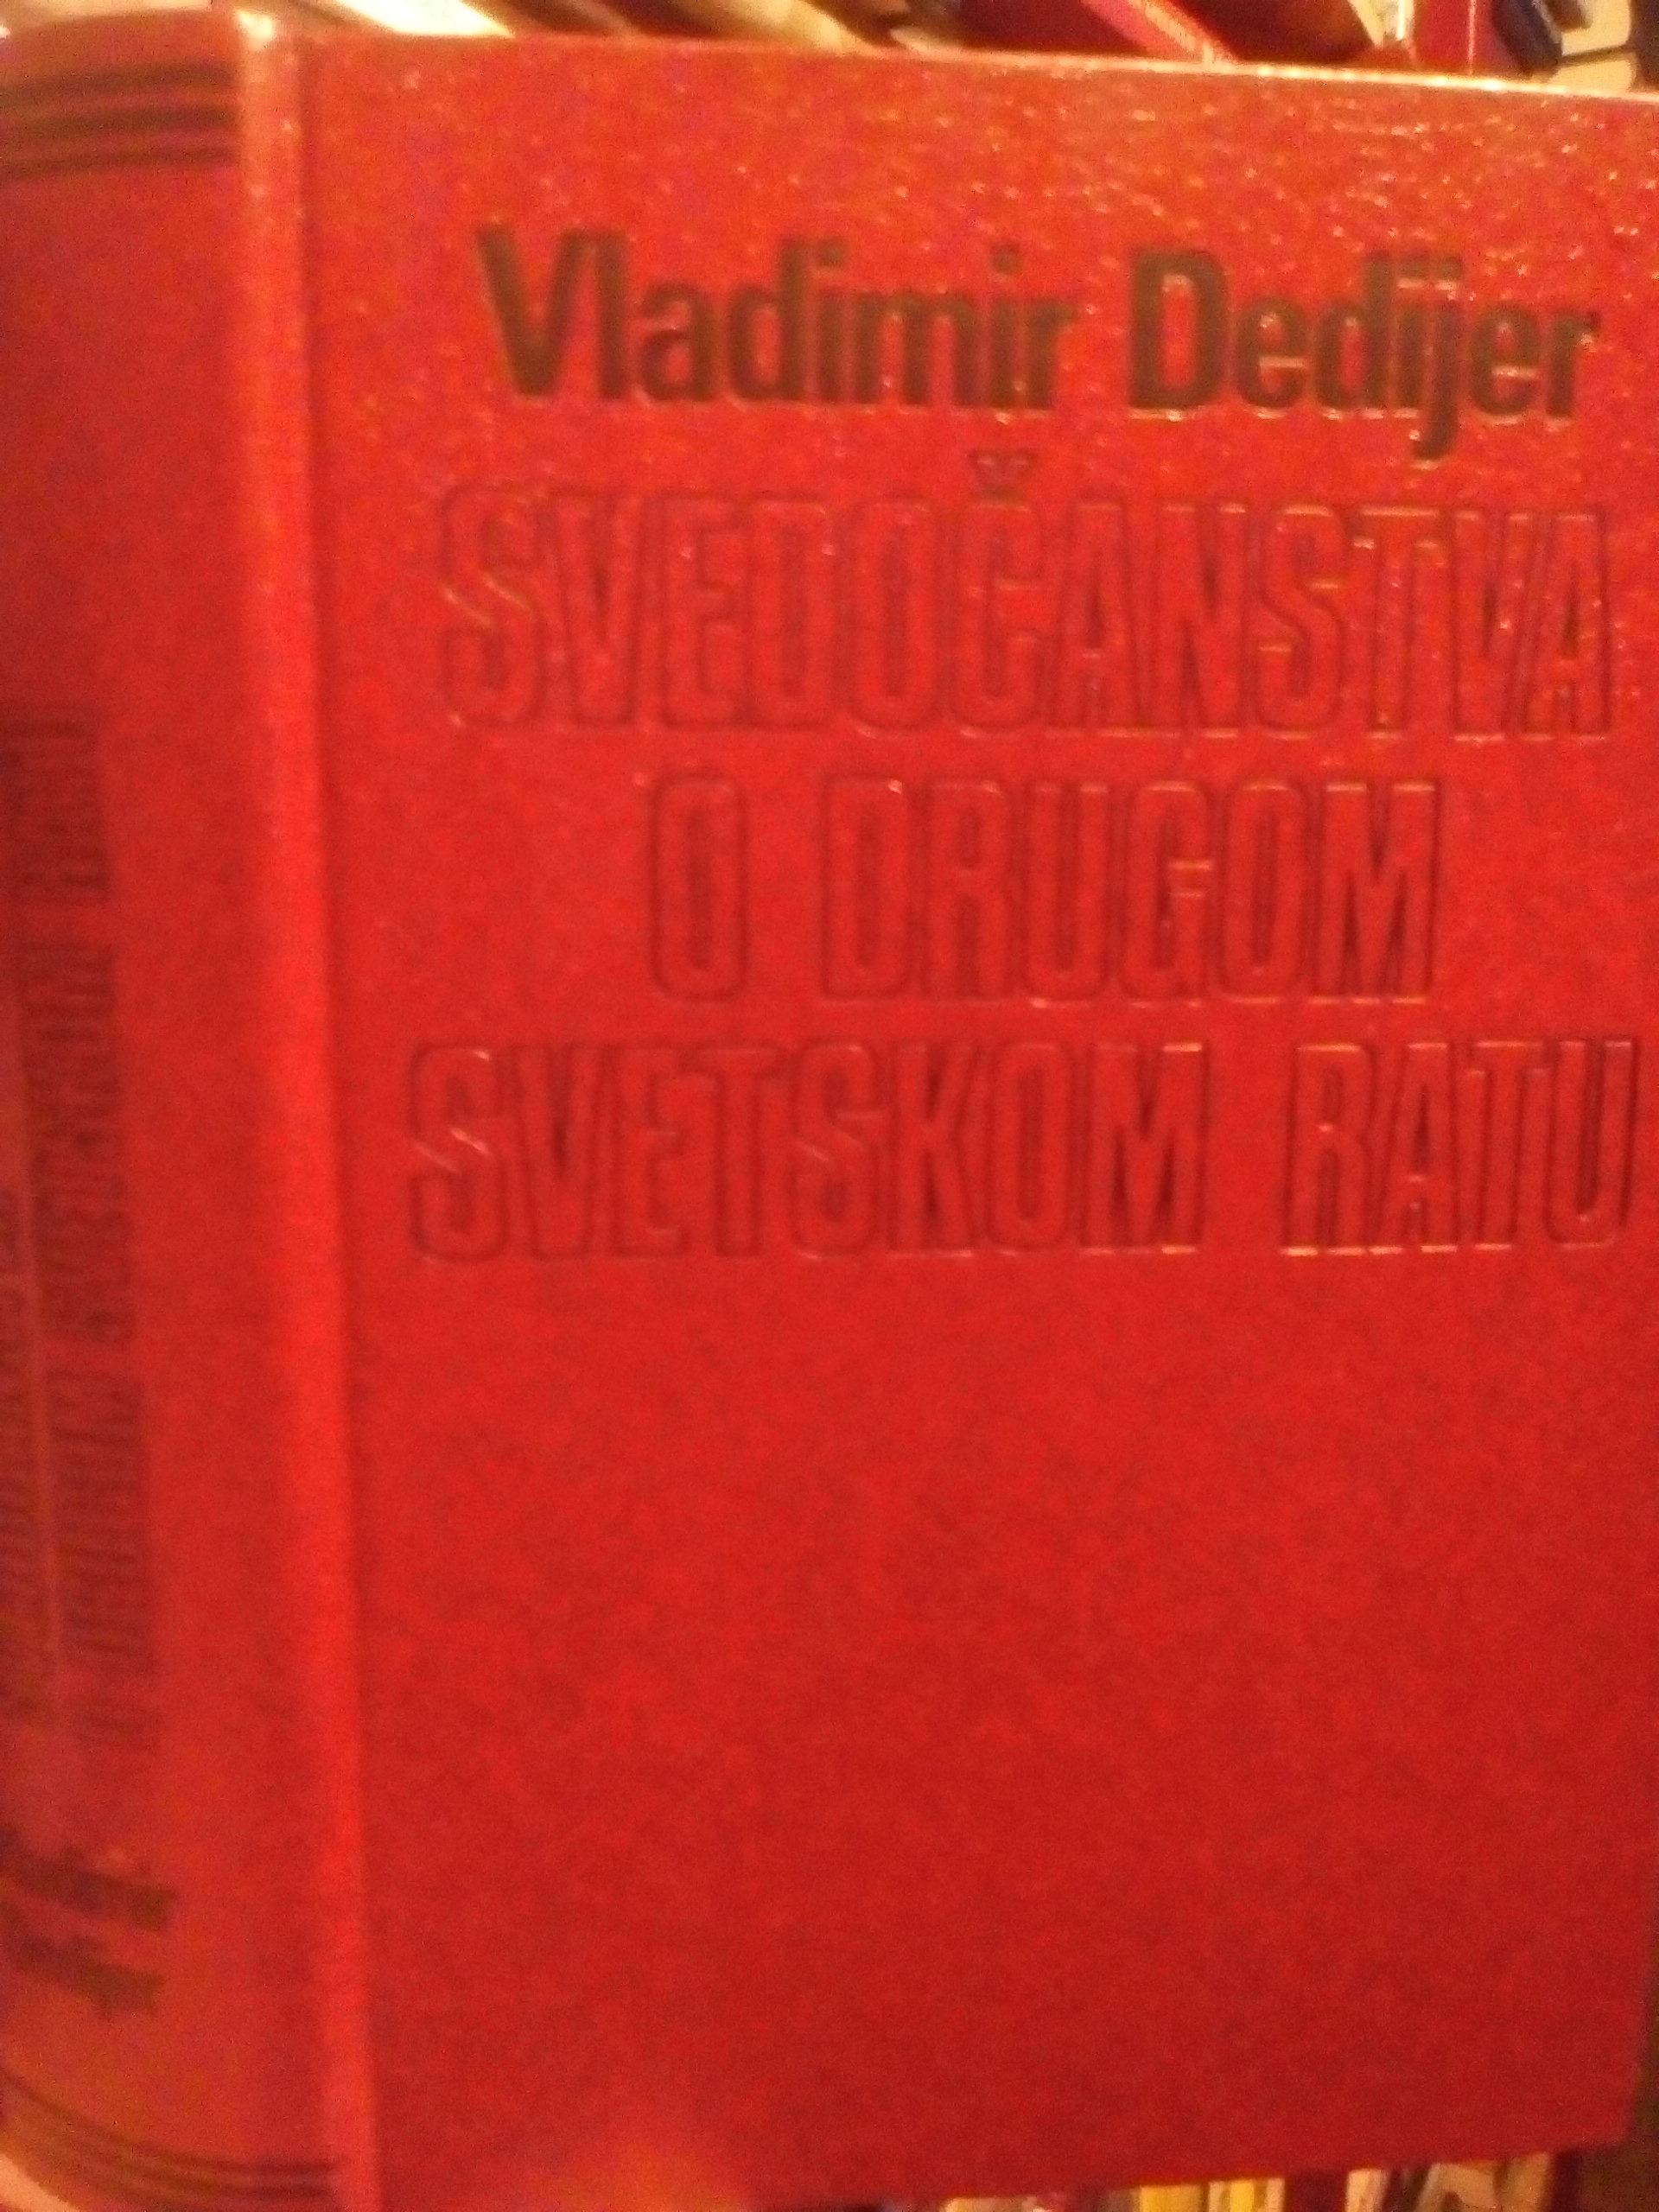 Vladimir Dedijer
SVEDOČANSTVA
O DRUGOM
SVETSKOM RATU